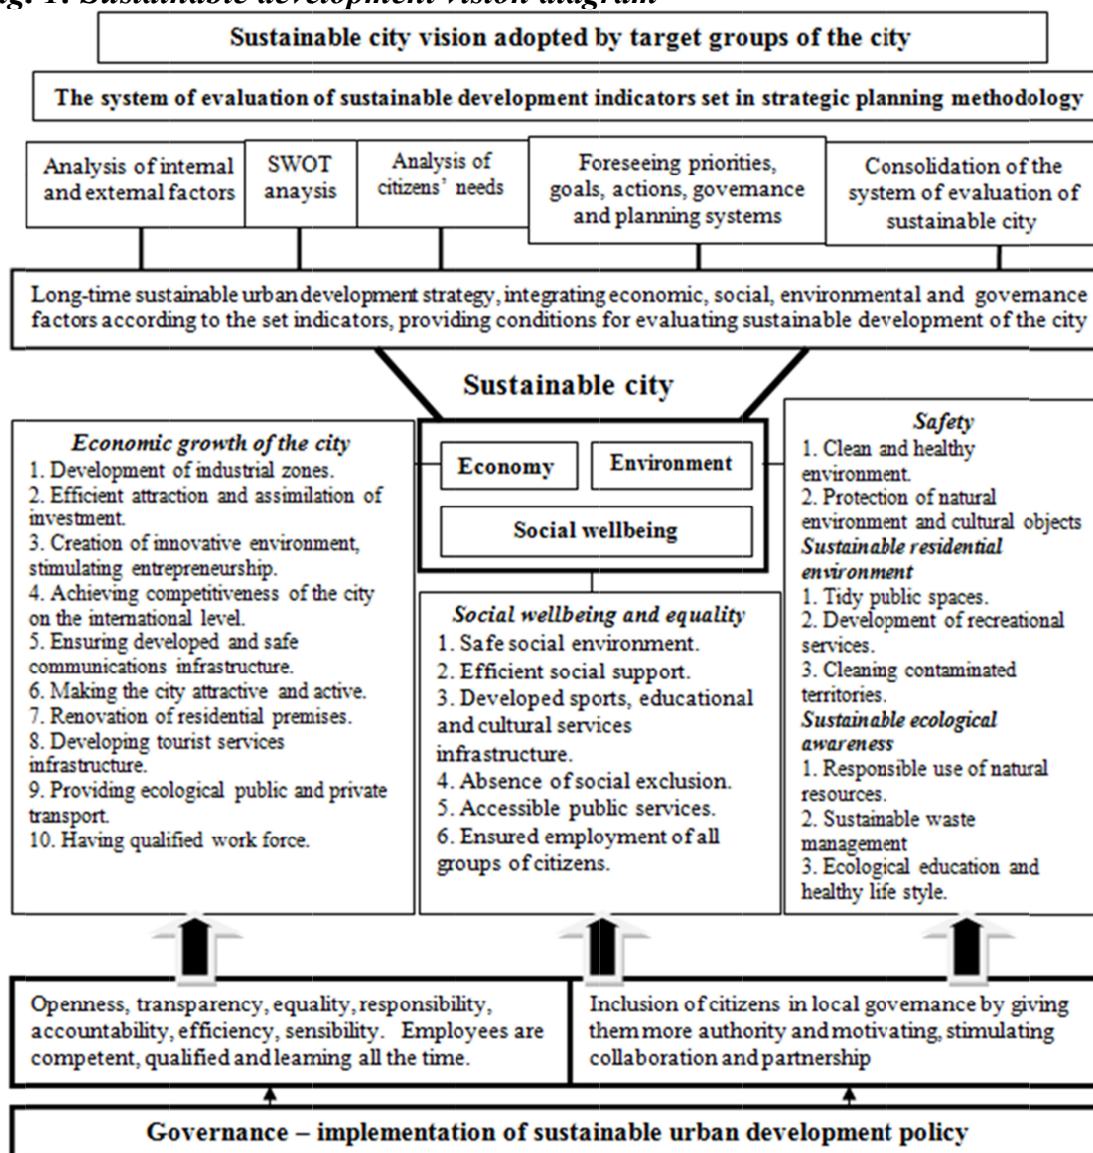 g. 1. Sustainable development vision diagram
Sustainable city vision adopted by target groups of the city
The system of evaluation of sustainable development indicators set in strategic planning methodology
Analysis of internal
and external factors
SWOT
anaysis
Analysis of
citizens' needs
Foreseeing priorities,
goals, actions, governance
and planning systems
Consolidation of the
system of evaluation of
sustainable city
Long-time sustainable urban development strategy, integrating economic, social, environmental and governance
factors according to the set indicators, providing conditions for evaluating sustainable development of the city
Sustainable city
Economy
Environment
Social wellbeing
Economic growth of the city
1. Development of industrial zones.
2. Efficient attraction and assimilation of
investment.
3. Creation of innovative environment,
stimulating entrepreneurship.
4. Achieving competitiveness of the city
on the international level.
5. Ensuring developed and safe
communications infrastructure.
6. Making the city attractive and active.
7. Renovation of residential premises.
8. Developing tourist services
infrastructure.
9. Providing ecological public and private
transport.
10. Having qualified work force.
Social wellbeing and equality
1. Safe social environment.
2. Efficient social support.
3. Developed sports, educational
and cultural services
infrastructure.
4. Absence of social exclusion.
5. Accessible public services.
6. Ensured employment of all
groups of citizens.
Safety
1. Clean and healthy
environment.
2. Protection of natural
environment and cultural objects
Sustainable residential
environment
1. Tidy public spaces.
2. Development of recreational
services.
3. Cleaning contaminated
territories.
Sustainable ecological
awareness
1. Responsible use of natural
resources.
2. Sustainable waste
management
3. Ecological education and
healthy life style.
Openness, transparency, equality, responsibility,
accountability, efficiency, sensibility. Employees are
competent, qualified and learning all the time.
Inclusion of citizens in local governance by giving
them more authority and motivating, stimulating
collaboration and partnership
Governance – implementation of sustainable urban development policy